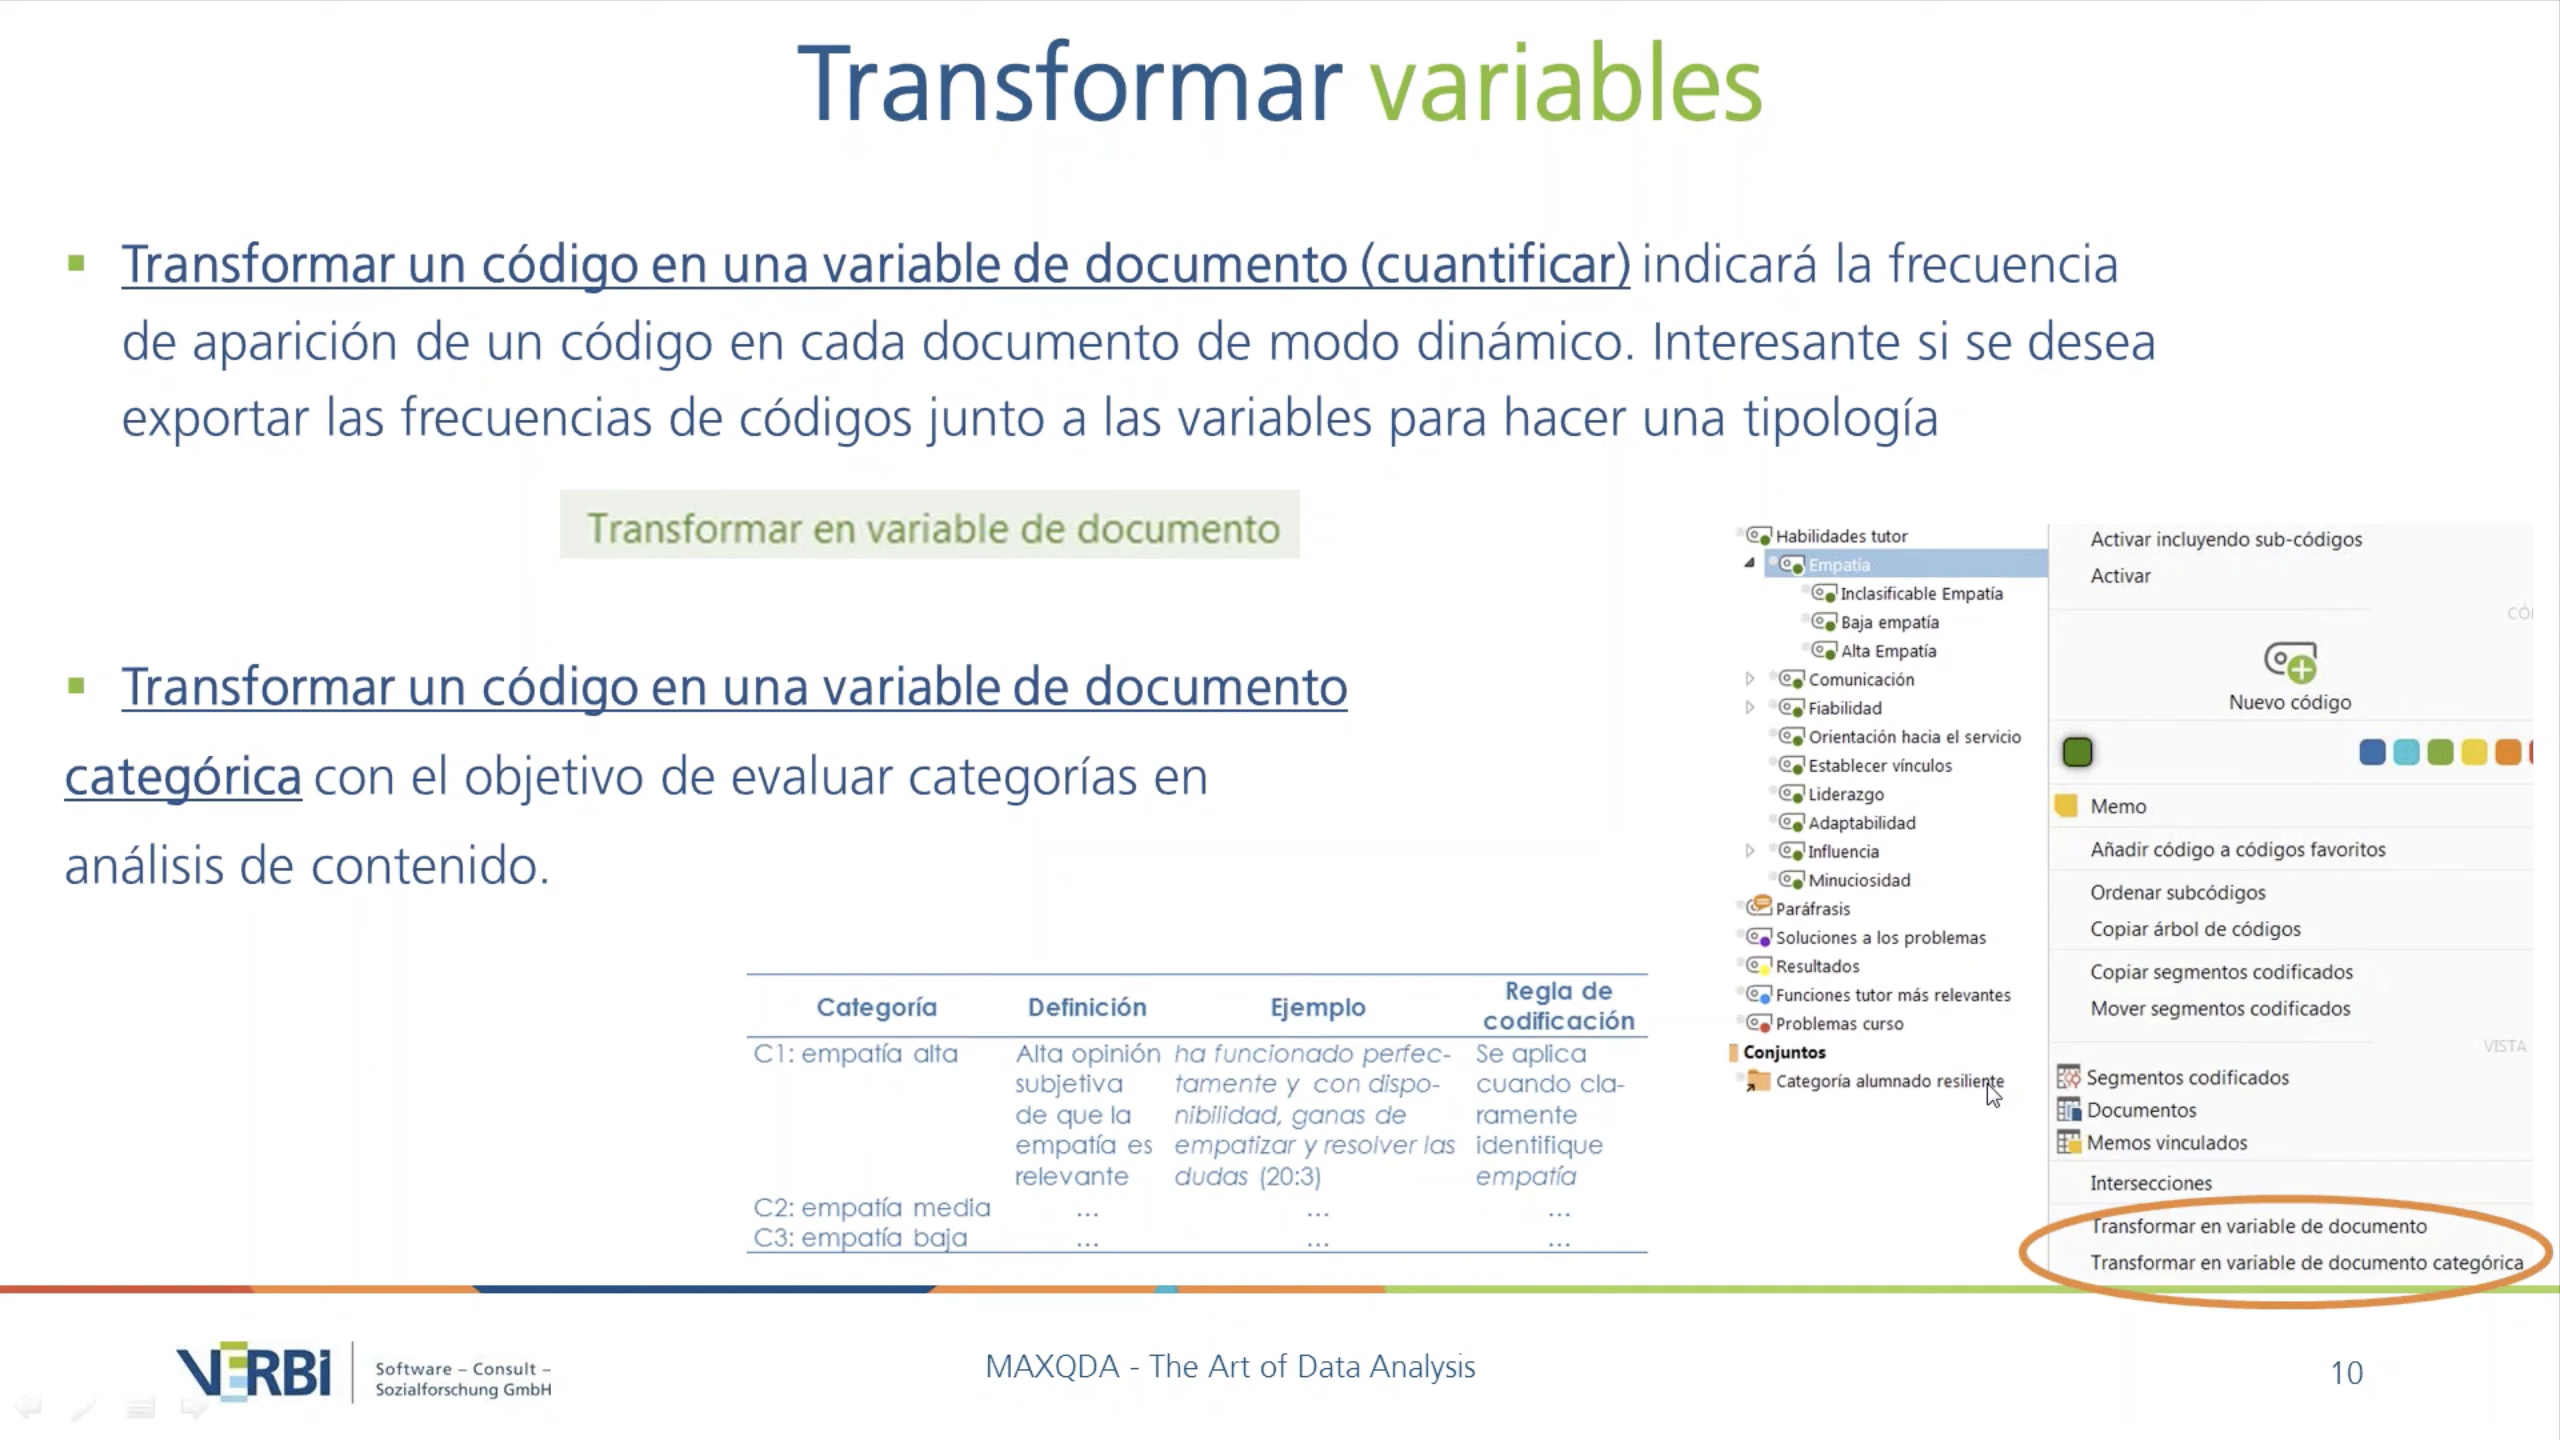 Transformar variables
Transformar un código en una variable de documento (cuantificar) indicará la frecuencia
de aparición de un código en cada documento de modo dinámico. Interesante si se desea
exportar las frecuencias de códigos junto a las variables para hacer una tipología
Transformar en variable de documento
Transformar un código en una variable de documento
categórica con el objetivo de evaluar categorías en
análisis de contenido.
Categoría Definición Ejemplo Regla de
codificación
C1: empatía alta Alta opinión ha funcionado perfec- Se aplica
subjetiva tamente y con dispo- cuando cla-
de que la nibilidad, ganas de ramente
empatía es empatizar y resolver las identifique
relevante dudas (20:3) empatía
C2: empatía media ... ... ...
C3: empatía baja ... ... ...
Habilidades tutor
Empatía
Inclasificable Empatía
Baja empatía
Alta Empatía
Comunicación
Fiabilidad
Orientación hacia el servicio
Establecer vínculos
Liderazgo
Adaptabilidad
Influencia
Minuciosidad
Paráfrasis
Soluciones a los problemas
Resultados
Funciones tutor más relevantes
Problemas curso
Conjuntos
Categoría alumnado resiliente
Activar incluyendo sub-códigos
Activar
Nuevo código
Memo
Añadir código a códigos favoritos
Ordenar subcódigos
Copiar árbol de códigos
Copiar segmentos codificados
Mover segmentos codificados
VISTA
Segmentos codificados
Documentos
Memos vinculados
Intersecciones
Transformar en variable de documento
Transformar en variable de documento categórica
VERBI
Software – Consult –
Sozialforschung GmbH
MAXQDA - The Art of Data Analysis
10